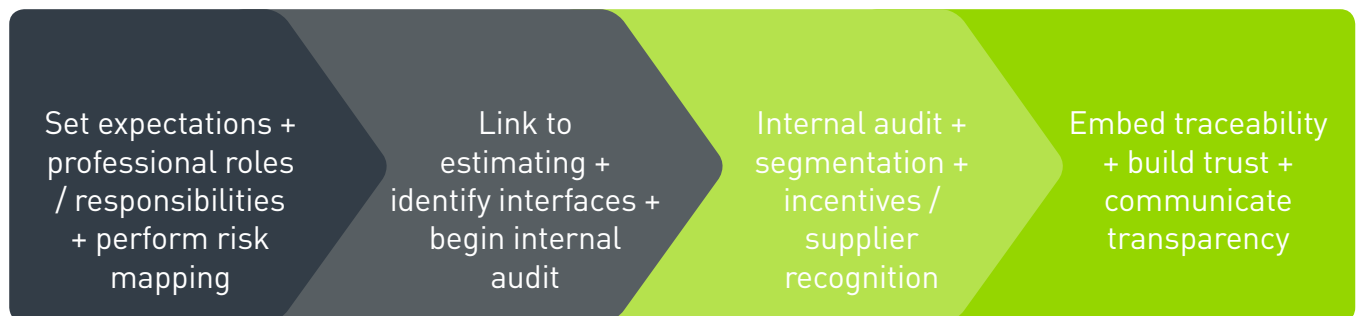 Set expectations +
professional roles
/ responsibilities
+ perform risk
mapping
Link to
estimating +
identify interfaces +
begin internal
audit
Internal audit +
segmentation +
incentives /
supplier
recognition
Embed traceability
+ build trust +
communicate
transparency